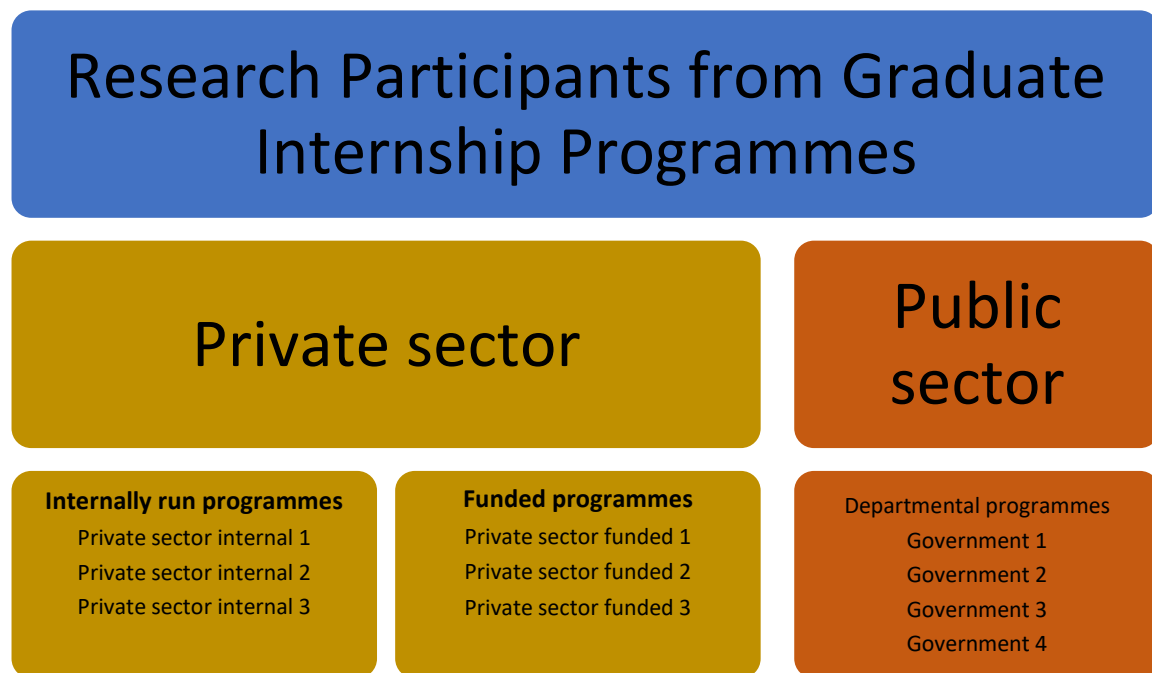 Research Participants from Graduate
Internship Programmes
Private sector
Public
sector
Internally run programmes
Private sector internal 1
Private sector internal 2
Private sector internal 3
Funded programmes
Private sector funded 1
Private sector funded 2
Private sector funded 3
Departmental programmes
Government 1
Government 2
Government 3
Government 4